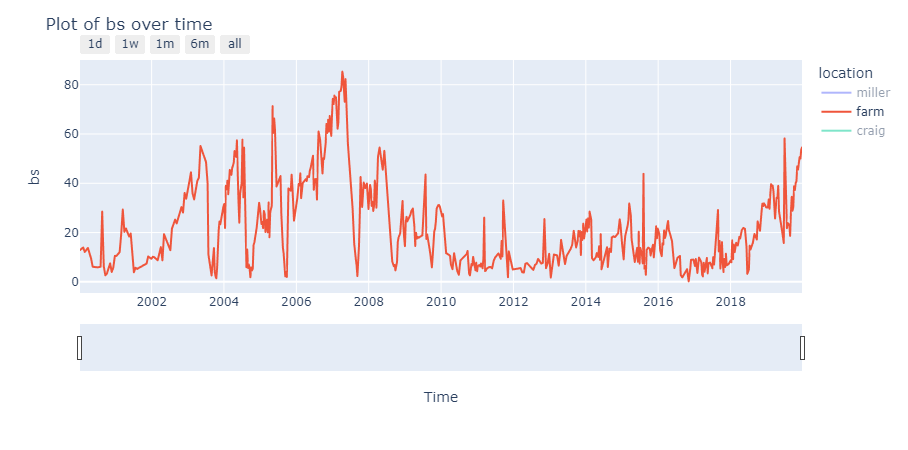 Plot of bs over time
1d 1w 1m 6m all
location
miller
farm
craig
bs
80
60
40
20
0
2002 2004 2006 2008 2010 2012 2014 2016 2018
Time